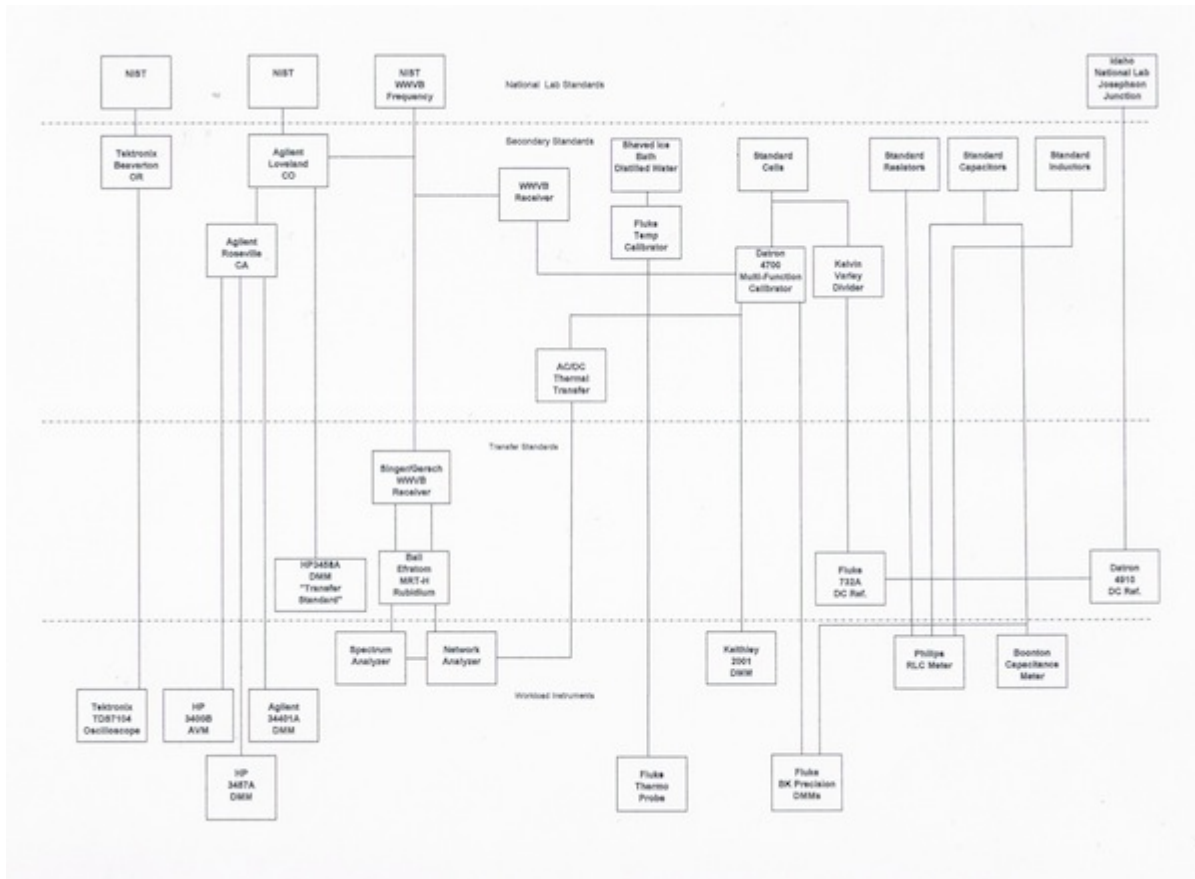 NIST
NIST
NIST
WWVB
Frequency
National Lab Standards
Idaho
National Lab
Josephson
Junction
Tektronix
Beaverton
OR
Agilent
Loveland
CO
Secondary Standards
WWVB
Receiver
Shaved Ice
Bath
Distilled Water
Standard
Cells
Standard
Resistors
Standard
Capacitors
Standard
Inductors
Agilent
Roseville
CA
Fluke
Temp
Calibrator
Datron
4700
Multi-Function
Calibrator
Kelvin
Varley
Divider
AC/DC
Thermal
Transfer
Transfer Standards
Singer/Gersch
WWVB
Receiver
HP3458A
DMM
"Transfer
Standard"
Ball
Efratom
MRT-H
Rubidium
Fluke
732A
DC Ref.
Datron
4910
DC Ref.
Spectrum
Analyzer
Network
Analyzer
Keithley
2001
DMM
Philips
RLC Meter
Boonton
Capacitance
Meter
Workload Instruments
Tektronix
TDS7104
Oscilloscope
HP
3400B
AVM
Agilent
34401A
DMM
HP
3457A
DMM
Fluke
Thermo
Probe
Fluke
BK Precision
DMMs